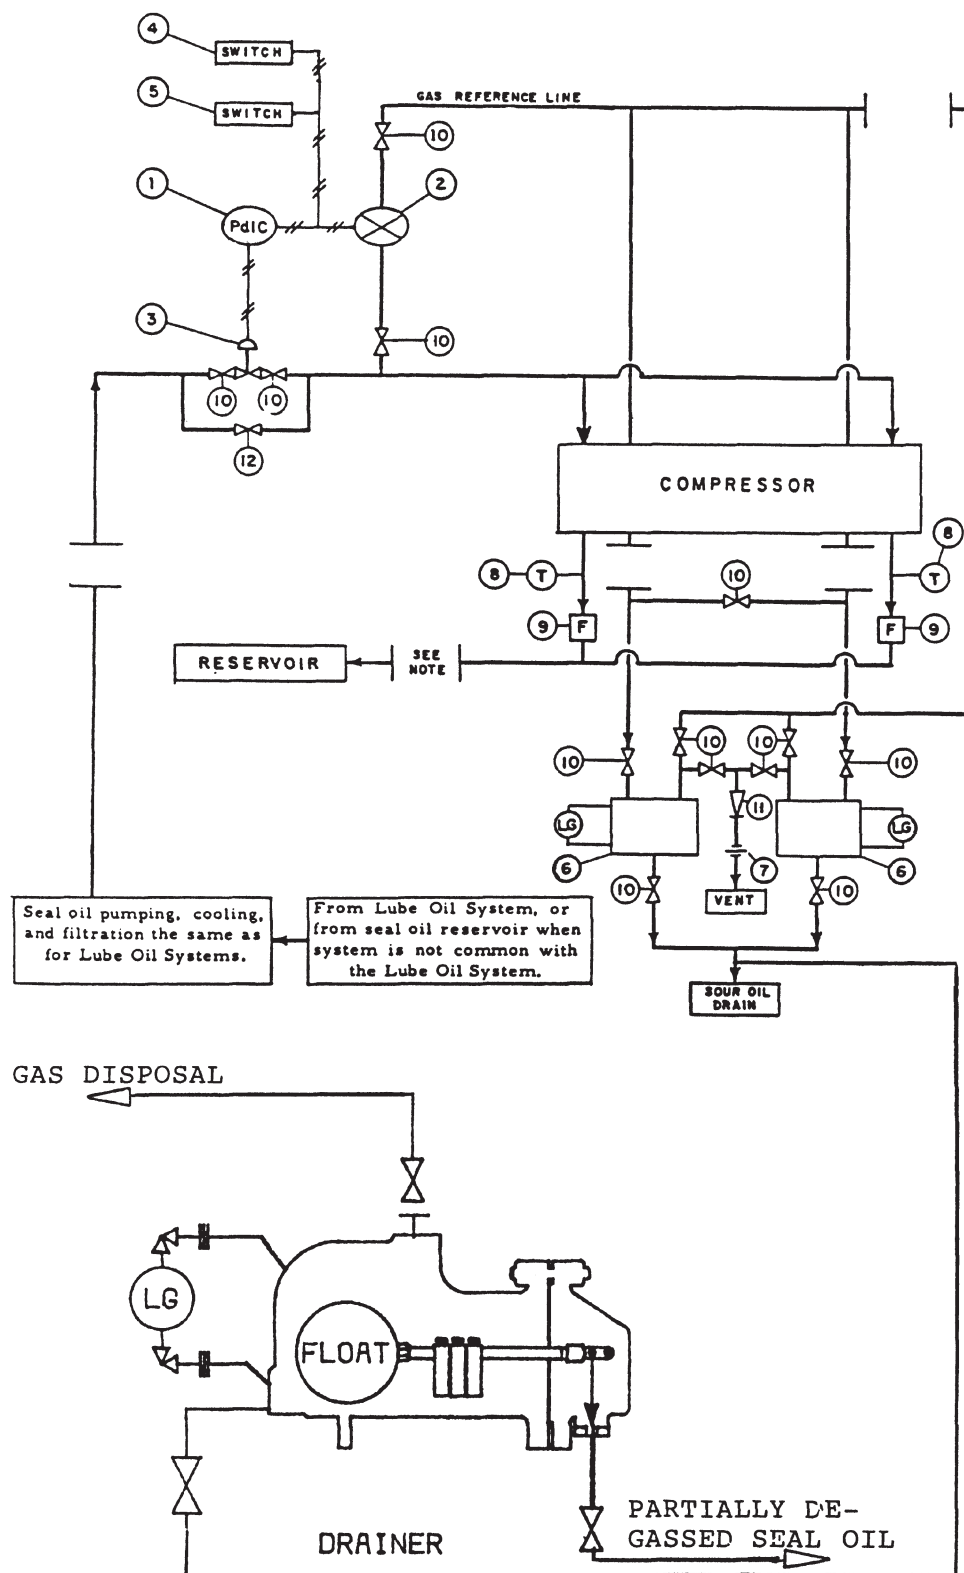 4
SWITCH
GAS REFERENCE LINE
5
SWITCH
10
1
2
PdIC
3
10
10
10
12
COMPRESSOR
8
8
T
10
T
9
F
F
9
RESERVOIR
SEE
NOTE
10
10
10
10
LG
11
LG
6
7
6
10
10
VENT
Seal oil pumping, cooling,
and filtration the same as
for Lube Oil Systems.
From Lube Oil System, or
from seal oil reservoir when
system is not common with
the Lube Oil System.
SOUR OIL
DRAIN
GAS DISPOSAL
LG
FLOAT
DRAINER
PARTIALLY DE-
GASSED SEAL OIL